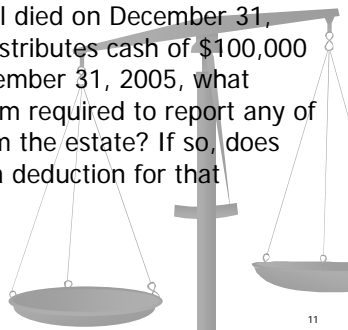 l died on December 31,
stributes cash of $100,000
ember 31, 2005, what
m required to report any of
m the estate? If so, does
n deduction for that
11